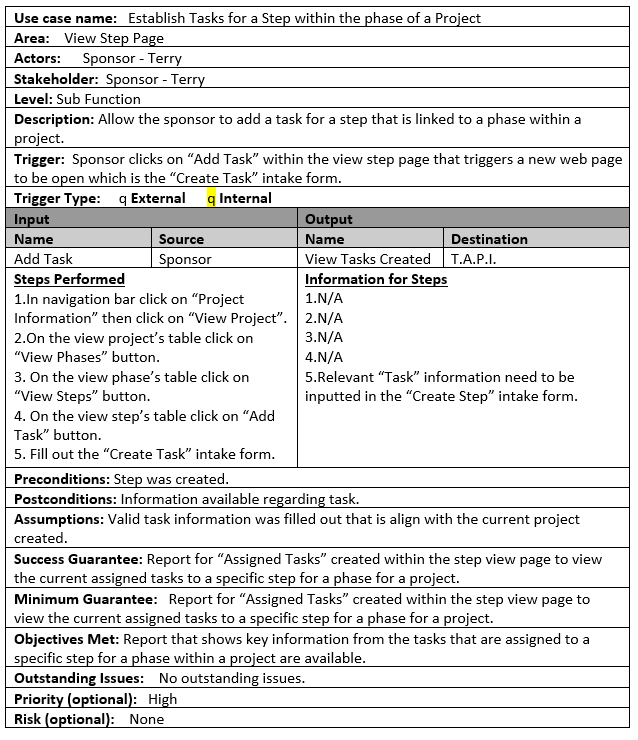 Use case name: Establish Tasks for a Step within the phase of a Project
Area: View Step Page
Actors: Sponsor - Terry
Stakeholder: Sponsor - Terry
Level: Sub Function
Description: Allow the sponsor to add a task for a step that is linked to a phase within a
project.
Trigger: Sponsor clicks on “Add Task” within the view step page that triggers a new web page
to be open which is the “Create Task” intake form.
Trigger Type: q External q Internal
Input Output
Name Source Name Destination
Add Task Sponsor View Tasks Created T.A.P.I.
Steps Performed
1.In navigation bar click on “Project
Information” then click on “View Project”.
2.On the view project’s table click on
“View Phases” button.
3. On the view phase’s table click on
“View Steps” button.
4. On the view step’s table click on “Add
Task” button.
5. Fill out the “Create Task” intake form.
Information for Steps
1.N/A
2.N/A
3.N/A
4.N/A
5.Relevant “Task” information need to be
inputted in the “Create Step” intake form.
Preconditions: Step was created.
Postconditions: Information available regarding task.
Assumptions: Valid task information was filled out that is align with the current project
created.
Success Guarantee: Report for “Assigned Tasks” created within the step view page to view
the current assigned tasks to a specific step for a phase for a project.
Minimum Guarantee: Report for “Assigned Tasks” created within the step view page to
view the current assigned tasks to a specific step for a phase for a project.
Objectives Met: Report that shows key information from the tasks that are assigned to a
specific step for a phase within a project are available.
Outstanding Issues: No outstanding issues.
Priority (optional): High
Risk (optional): None